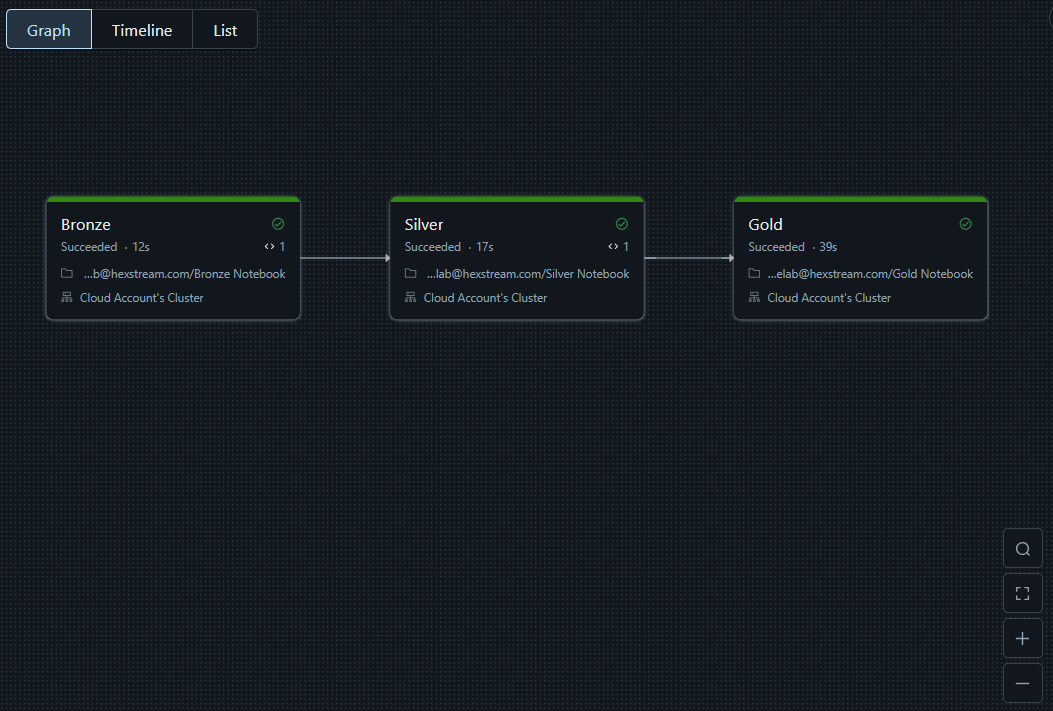 Graph Timeline List
Bronze
Succeeded · 12s <> 1
...b@hexstream.com/Bronze Notebook
Cloud Account's Cluster
Silver
Succeeded · 17s <> 1
...lab@hexstream.com/Silver Notebook
Cloud Account's Cluster
Gold
Succeeded · 39s
...elab@hexstream.com/Gold Notebook
Cloud Account's Cluster